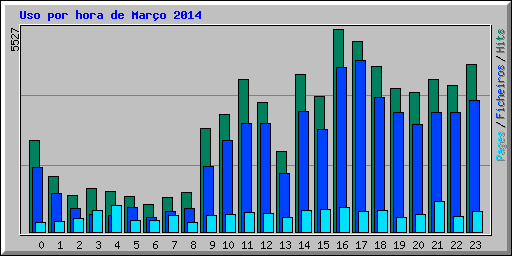 Uso por hora de Março 2014
5527
Pages / Ficheiros / Hits
0 1 2 3 4 5 6 7 8 9 10 11 12 13 14 15 16 17 18 19 20 21 22 23